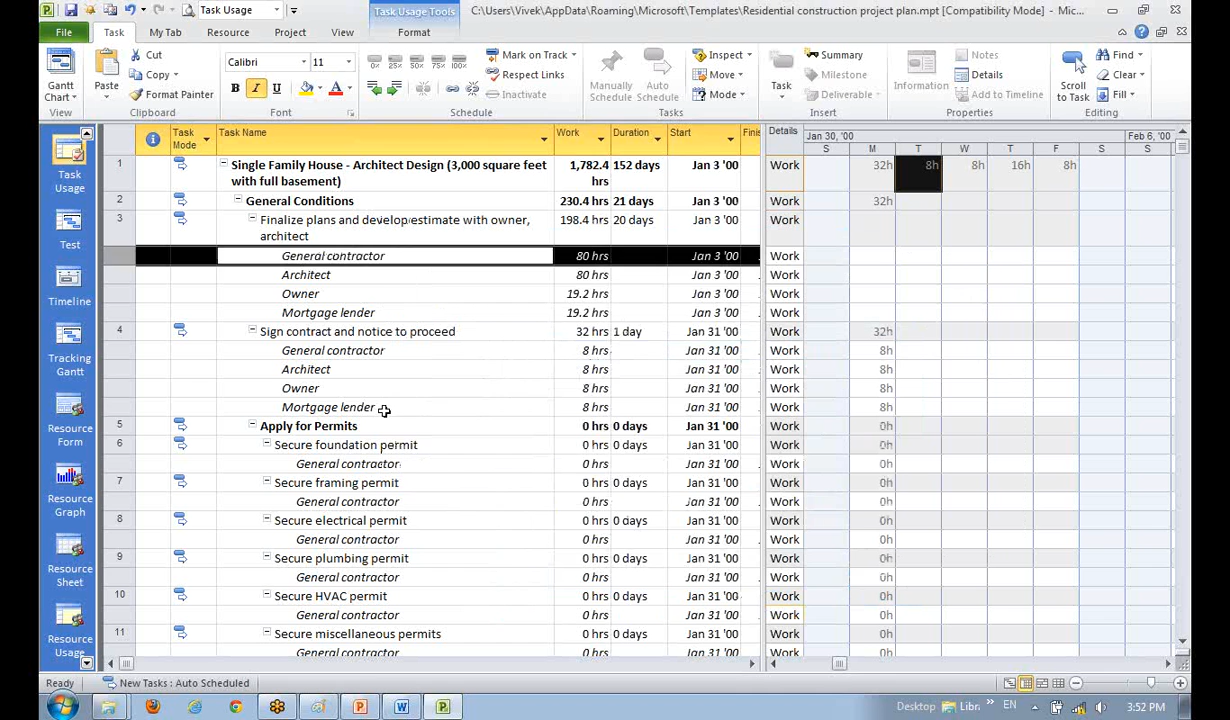 Task Usage
Task Usage Tools
C:\Users\Vivek\AppData\Roaming\Microsoft\Templates\Residential construction project plan.mpt [Compatibility Mode] - Mic...
File
Task
My Tab
Resource
Project
View
Format
Gantt Chart
View
Paste
Cut
Copy
Format Painter
Clipboard
Calibri
11
B I U
Font
0% 25% 50% 75% 100%
Mark on Track
Respect Links
Inactivate
Schedule
Manually Schedule
Auto Schedule
Inspect
Move
Mode
Tasks
Task
Summary
Milestone
Deliverable
Insert
Information
Notes
Details
Add to Timeline
Properties
Scroll to Task
Find
Clear
Fill
Editing
Task Usage
Test
Timeline
Tracking Gantt
Resource Form
Resource Graph
Resource Sheet
Resource Usage
Task Mode Task Name Work Duration Start Finis Details Jan 30, '00 Feb 6, '00
S M T W T F S S M T
1 Single Family House - Architect Design (3,000 square feet 1,782.4 152 days Jan 3 '00 Work 32h 8h 8h 16h 8h
with full basement) hrs
2 General Conditions 230.4 hrs 21 days Jan 3 '00 Work 32h
3 Finalize plans and develop estimate with owner, 198.4 hrs 20 days Jan 3 '00 Work
architect
General contractor 80 hrs Jan 3 '00 Work
Architect 80 hrs Jan 3 '00 Work
Owner 19.2 hrs Jan 3 '00 Work
Mortgage lender 19.2 hrs Jan 3 '00 Work
4 Sign contract and notice to proceed 32 hrs 1 day Jan 31 '00 Work 32h
General contractor 8 hrs Jan 31 '00 Work 8h
Architect 8 hrs Jan 31 '00 Work 8h
Owner 8 hrs Jan 31 '00 Work 8h
Mortgage lender 8 hrs Jan 31 '00 Work 8h
5 Apply for Permits 0 hrs 0 days Jan 31 '00 Work 0h
6 Secure foundation permit 0 hrs 0 days Jan 31 '00 Work 0h
General contractor 0 hrs Jan 31 '00 Work 0h
7 Secure framing permit 0 hrs 0 days Jan 31 '00 Work 0h
General contractor 0 hrs Jan 31 '00 Work 0h
8 Secure electrical permit 0 hrs 0 days Jan 31 '00 Work 0h
General contractor 0 hrs Jan 31 '00 Work 0h
9 Secure plumbing permit 0 hrs 0 days Jan 31 '00 Work 0h
General contractor 0 hrs Jan 31 '00 Work 0h
10 Secure HVAC permit 0 hrs 0 days Jan 31 '00 Work 0h
General contractor 0 hrs Jan 31 '00 Work 0h
11 Secure miscellaneous permits 0 hrs 0 days Jan 31 '00 Work 0h
General contractor 0 hrs Jan 31 '00 Work 0h
Ready New Tasks : Auto Scheduled
Desktop Libr » EN 3:52 PM